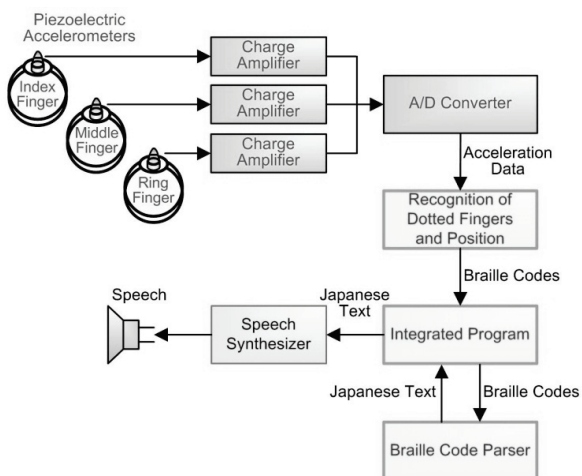 Piezoelectric
Accelerometers
Index
Finger
Middle
Finger
Ring
Finger
Charge
Amplifier
Charge
Amplifier
Charge
Amplifier
A/D Converter
Acceleration
Data
Recognition of
Dotted Fingers
and Position
Braille Codes
Speech
Speech
Synthesizer
Japanese
Text
Integrated Program
Japanese Text
Braille Codes
Braille Code Parser